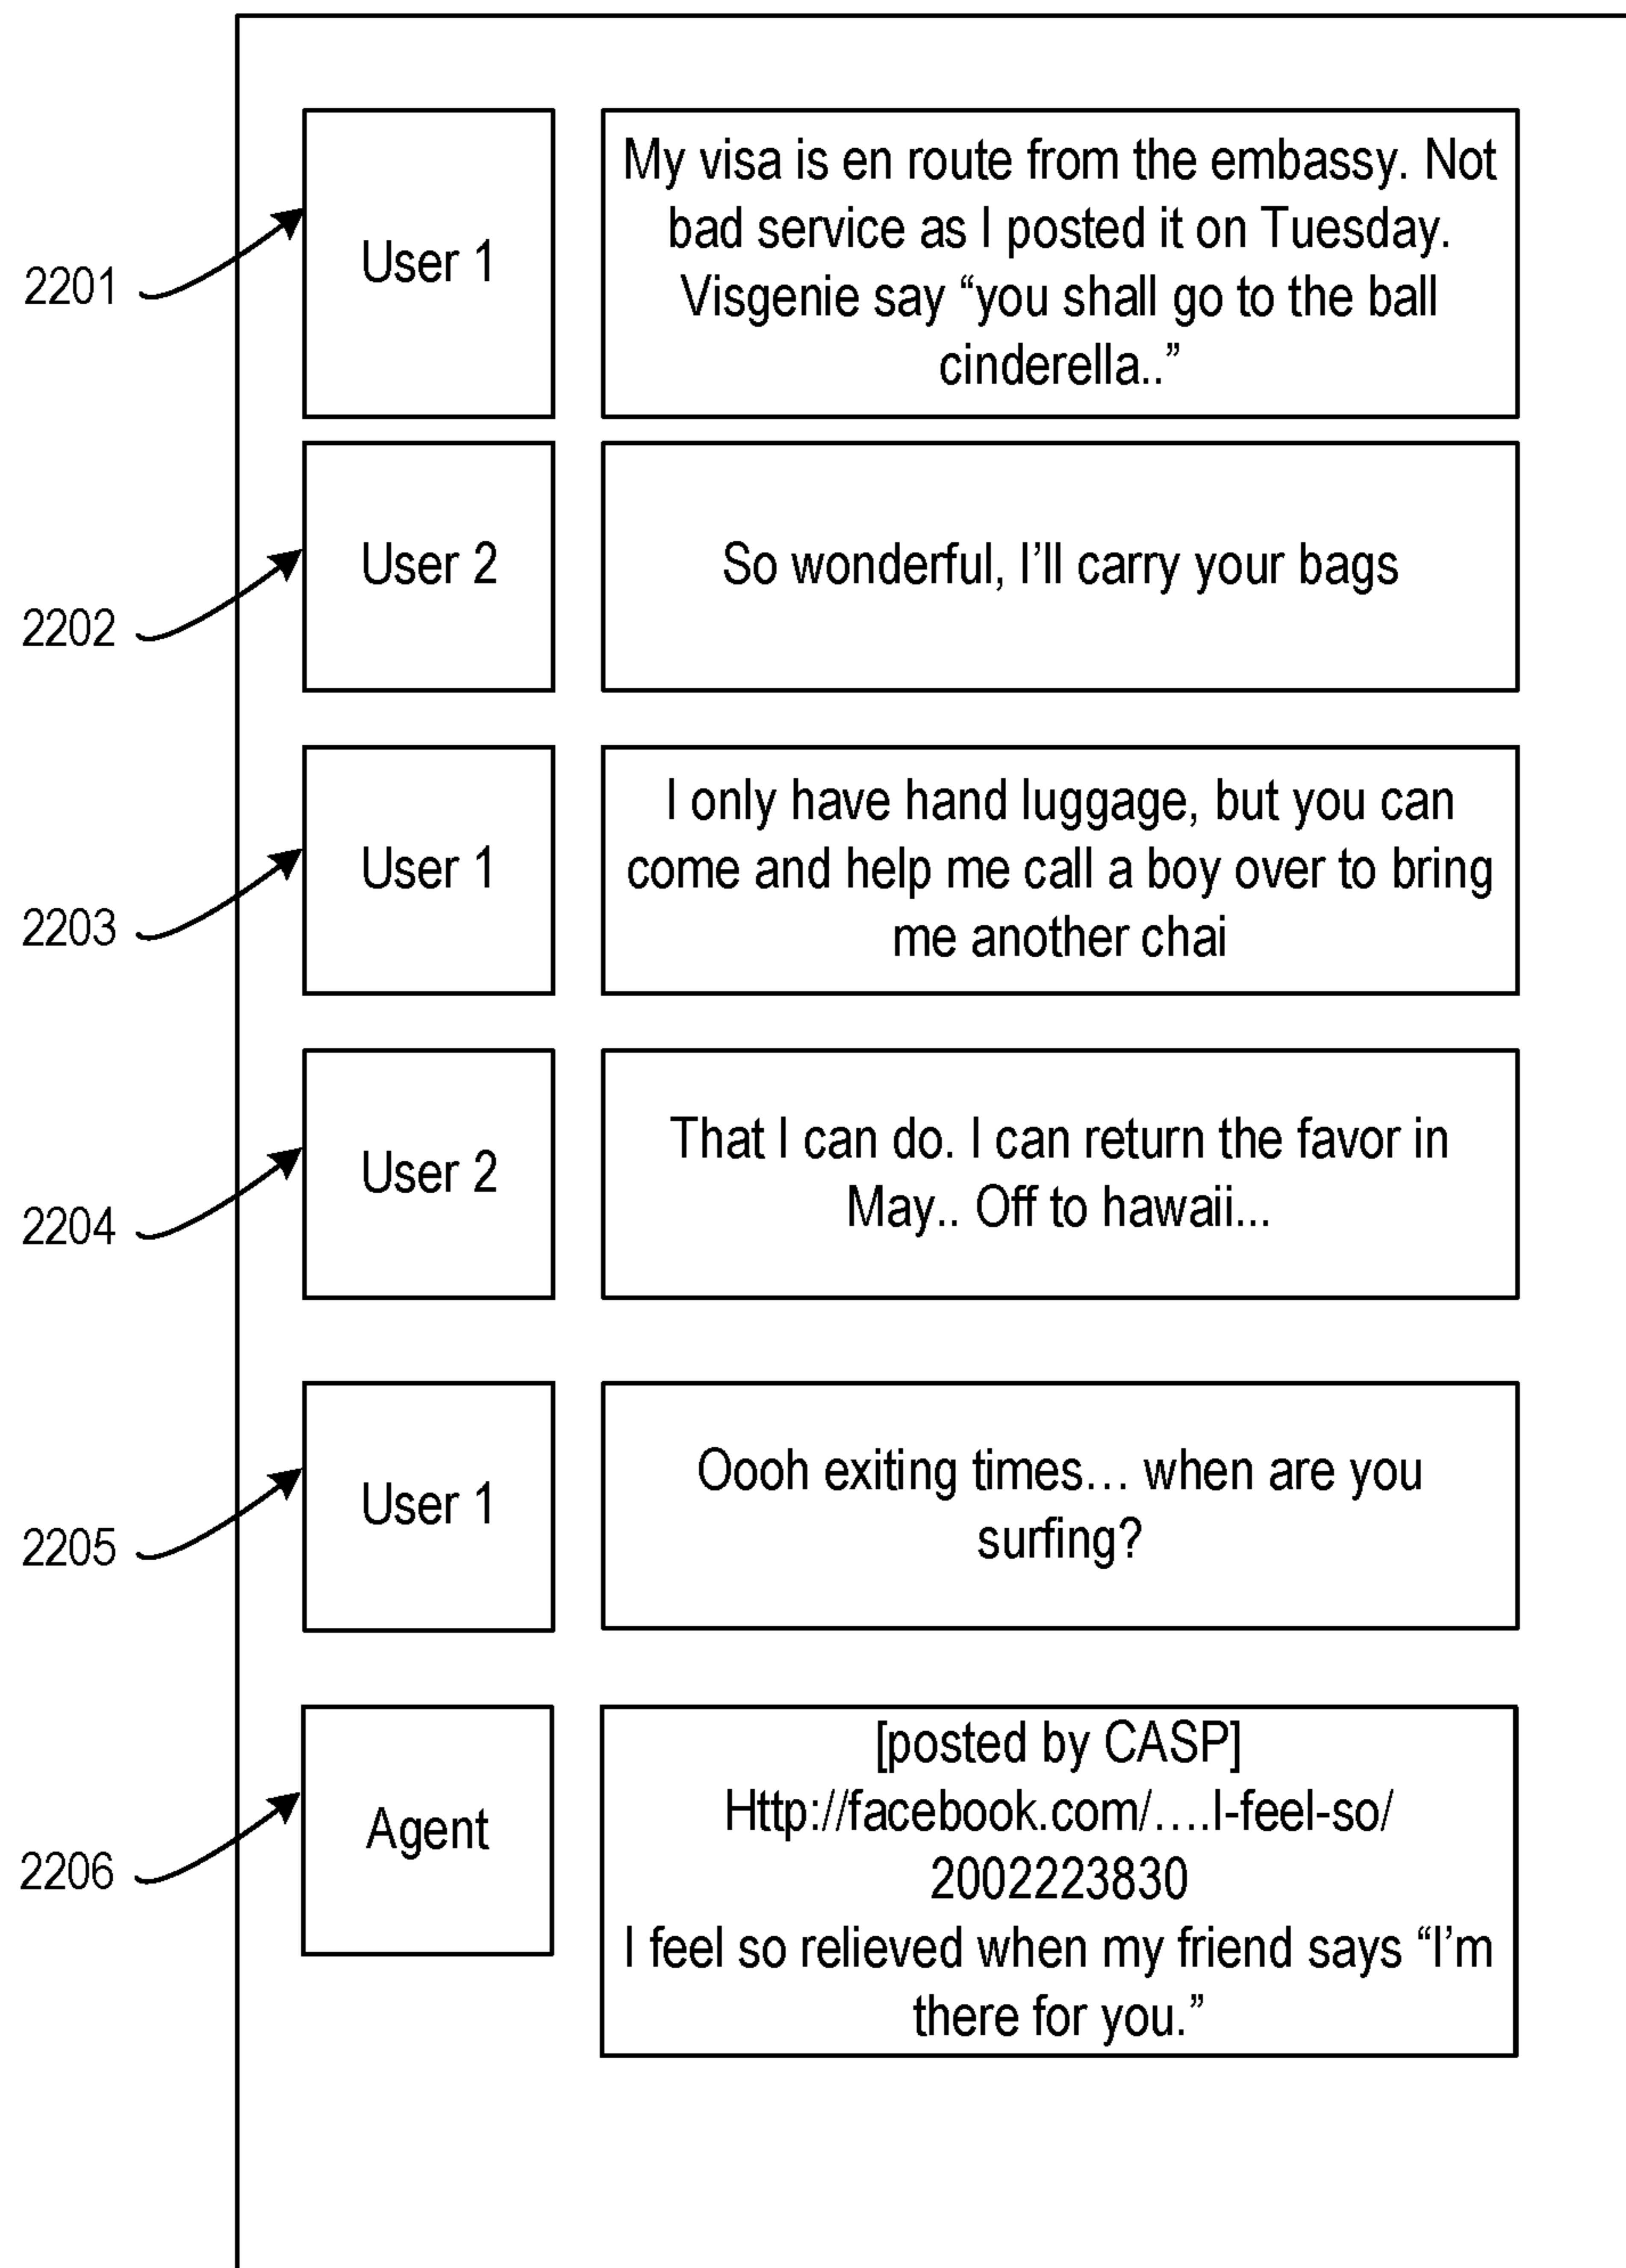 2201
User 1
My visa is en route from the embassy. Not
bad service as I posted it on Tuesday.
Visgenie say “you shall go to the ball
cinderella..”
2202
User 2
So wonderful, I’ll carry your bags
2203
User 1
I only have hand luggage, but you can
come and help me call a boy over to bring
me another chai
2204
User 2
That I can do. I can return the favor in
May.. Off to hawaii...
2205
User 1
Oooh exiting times… when are you
surfing?
2206
Agent
[posted by CASP]
Http://facebook.com/….I-feel-so/
2002223830
I feel so relieved when my friend says “I’m
there for you.”